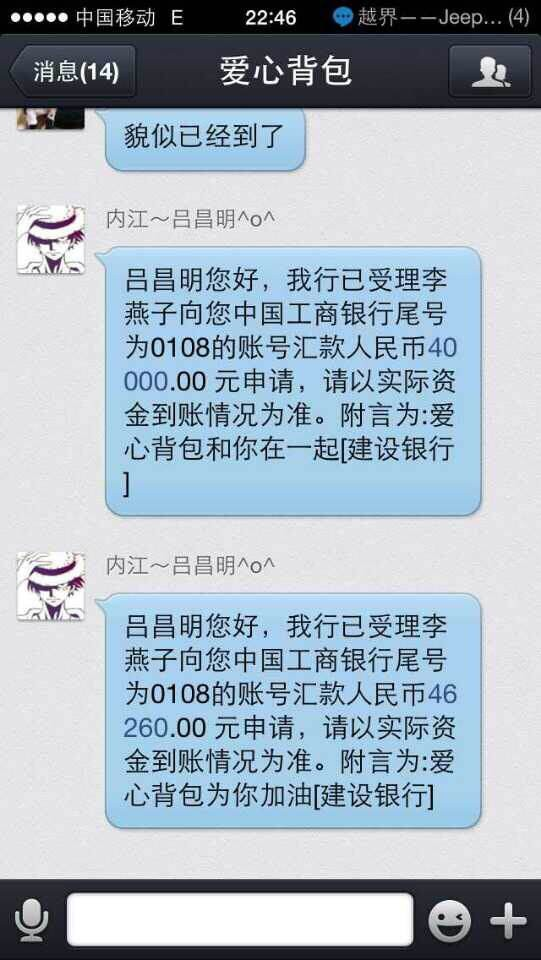 中国移动 E 22:46 越界——Jeep... (4)
消息(14) 爱心背包
貌似已经到了
内江～吕昌明^o^
吕昌明您好，我行已受理李
燕子向您中国工商银行尾号
为0108的账号汇款人民币40
000.00 元申请，请以实际资
金到账情况为准。附言为:爱
心背包和你在一起[建设银行
]
内江～吕昌明^o^
吕昌明您好，我行已受理李
燕子向您中国工商银行尾号
为0108的账号汇款人民币46
260.00 元申请，请以实际资
金到账情况为准。附言为:爱
心背包为你加油[建设银行]